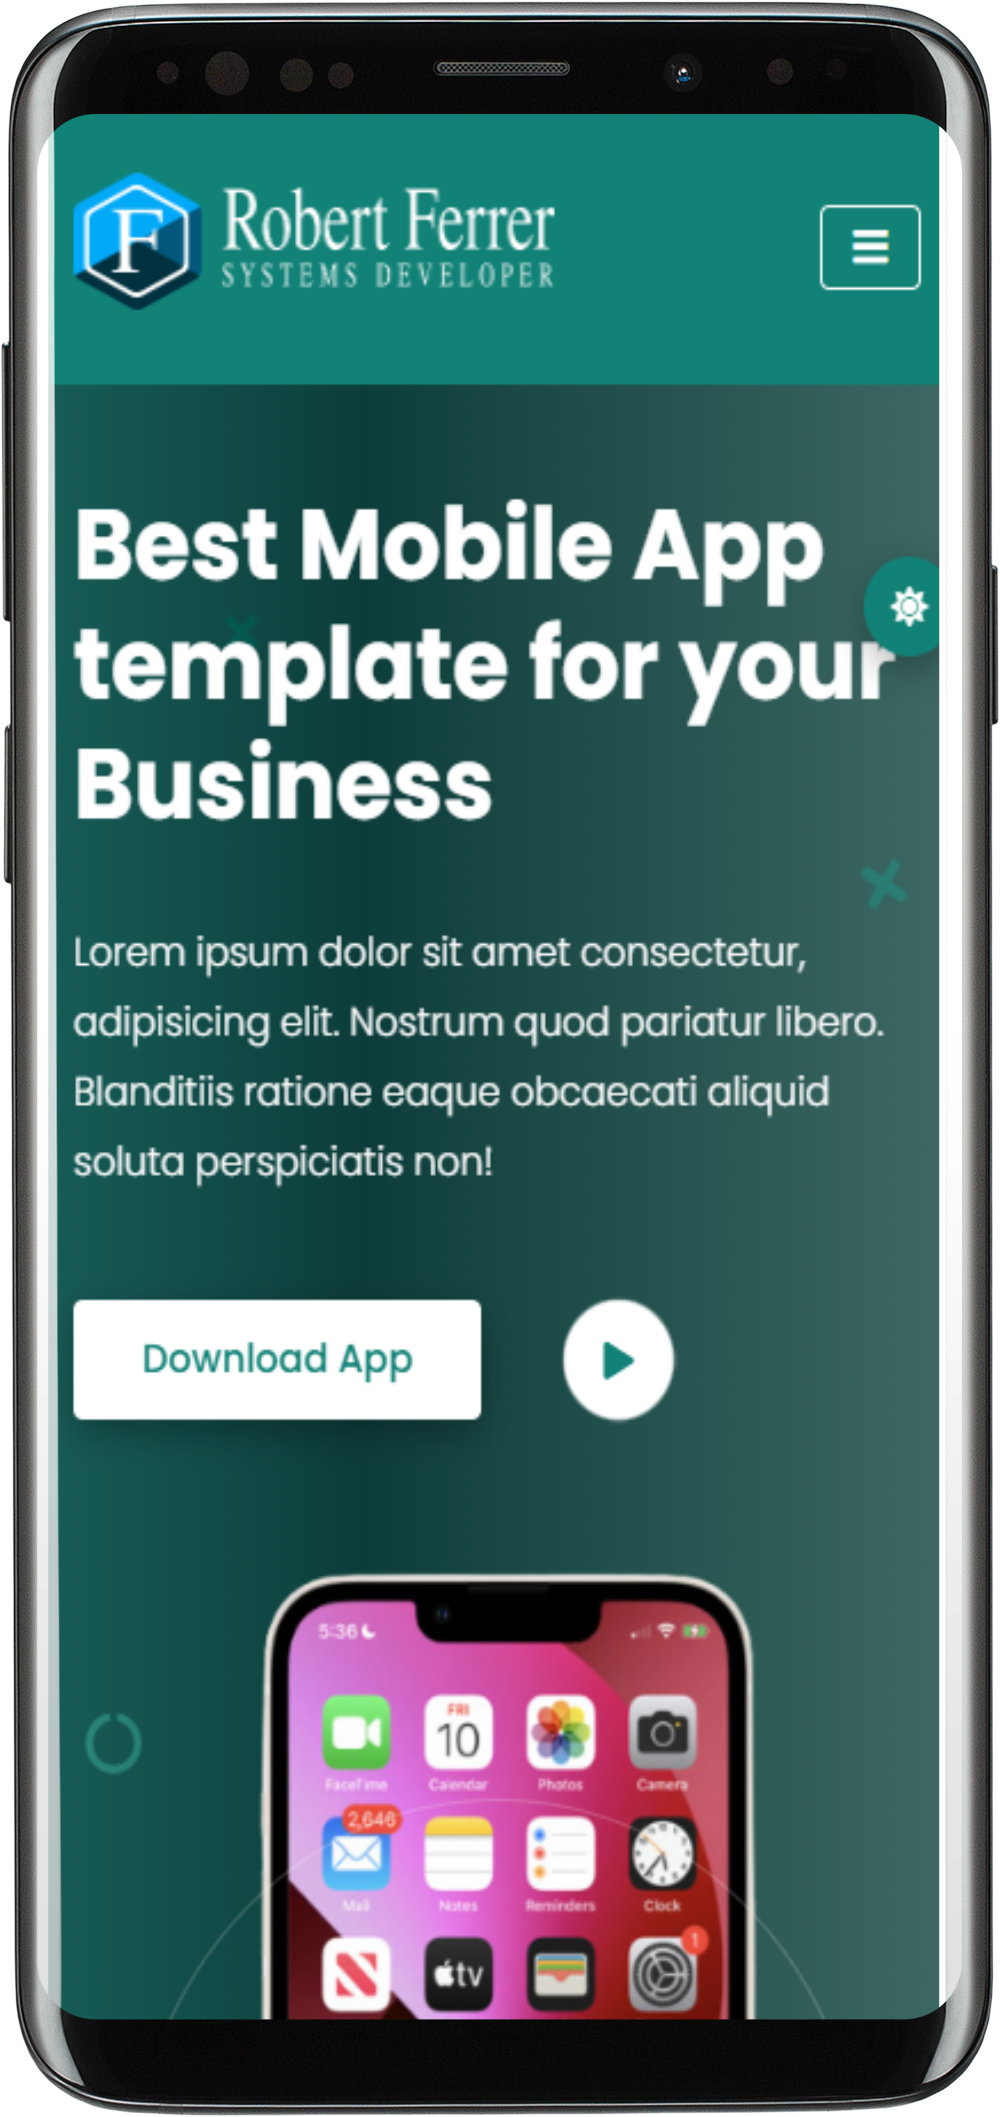 F
Robert Ferrer
SYSTEMS DEVELOPER
Best Mobile App
template for your
Business
Lorem ipsum dolor sit amet consectetur,
adipisicing elit. Nostrum quod pariatur libero.
Blanditiis ratione eaque obcaecati aliquid
soluta perspiciatis non!
Download App
5:36
FRI
10
FaceTime Calendar Photos Camera
2,646
Mail Notes Reminders Clock
1
tv